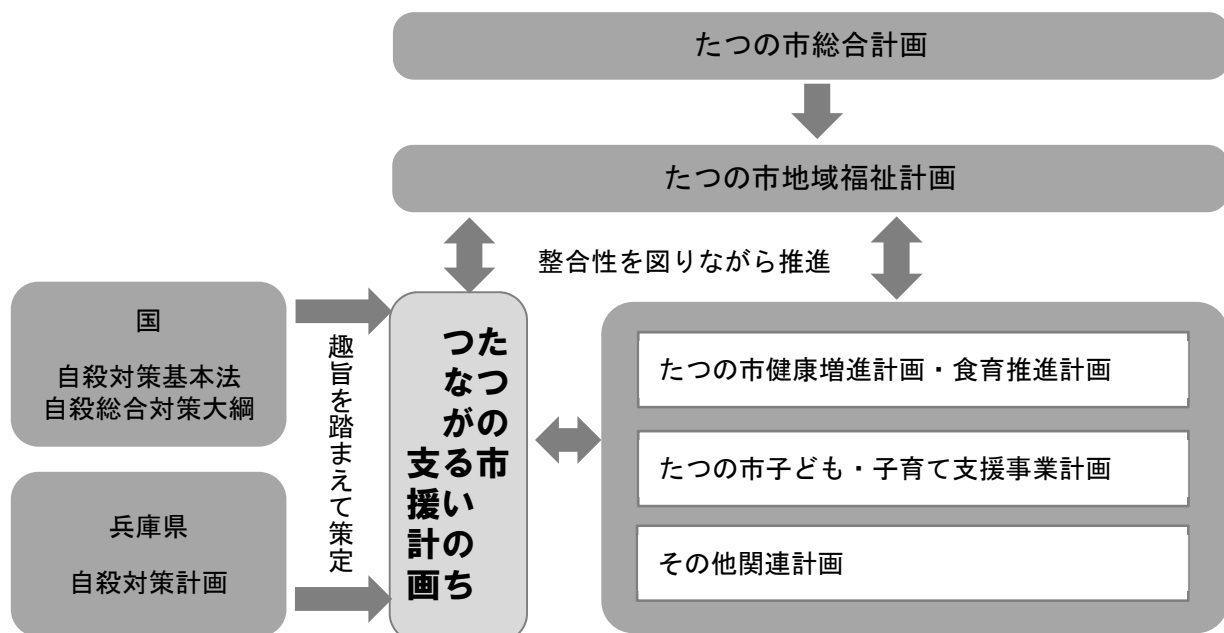 たつの市総合計画
たつの市地域福祉計画
整合性を図りながら推進
国
自殺対策基本法
自殺総合対策大綱
兵庫県
自殺対策計画
趣旨を踏まえて策定
たつの市
つながるいのち
支援計画
たつの市健康増進計画・食育推進計画
たつの市子ども・子育て支援事業計画
その他関連計画